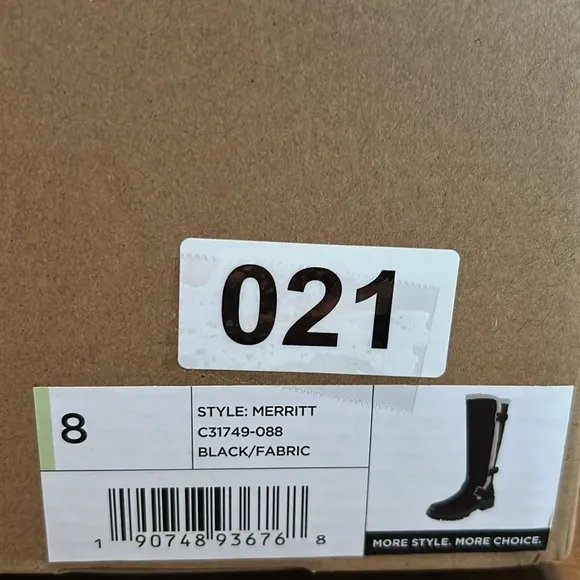 021
8
STYLE: MERRITT
C31749-088
BLACK/FABRIC
1 90748 93676 8
MORE STYLE. MORE CHOICE.